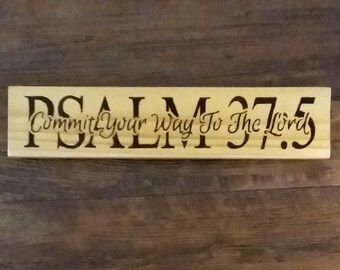 PSALM 37.5
Commit Your Way To The Lord